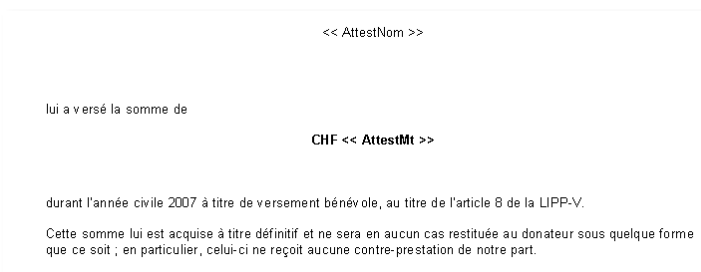 << AttestNom >>
lui a versé la somme de
CHF << AttestMt >>
durant l'année civile 2007 à titre de versement bénévole, au titre de l'article 8 de la LIPP-V.
Cette somme lui est acquise à titre définitif et ne sera en aucun cas restituée au donateur sous quelque forme
que ce soit ; en particulier, celui-ci ne reçoit aucune contre-prestation de notre part.